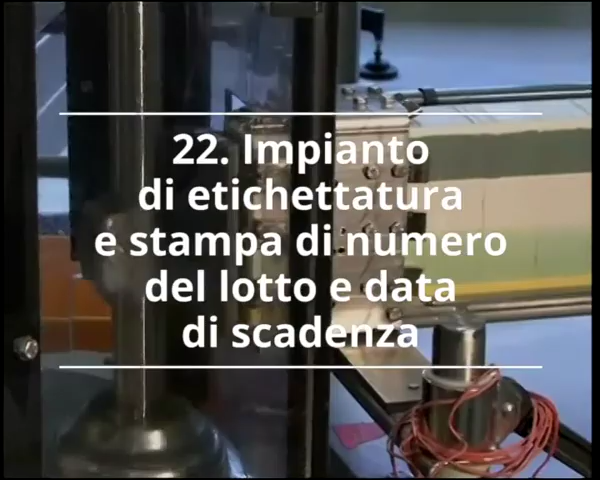 22. Impianto
di etichettatura
e stampa di numero
del lotto e data
di scadenza